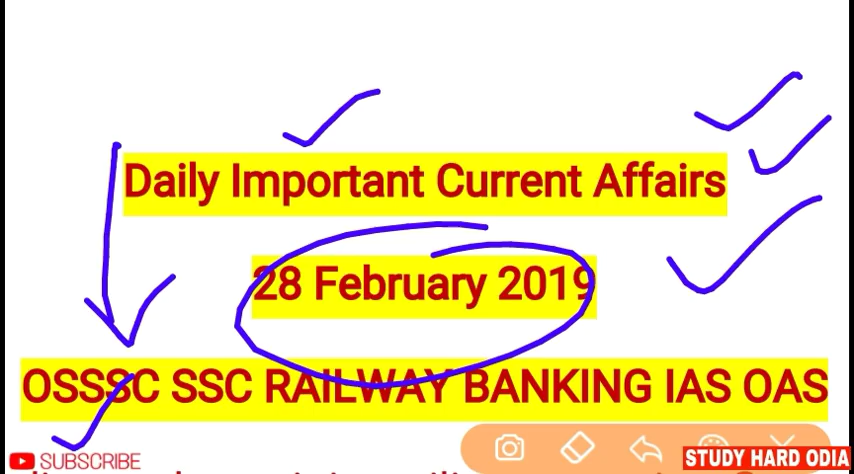 Daily Important Current Affairs
28 February 2019
OSSSC SSC RAILWAY BANKING IAS OAS
SUBSCRIBE
STUDY HARD ODIA